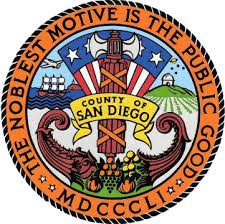 THE NOBLEST MOTIVE IS THE PUBLIC GOOD
COUNTY OF
SAN DIEGO
MDCCCLI